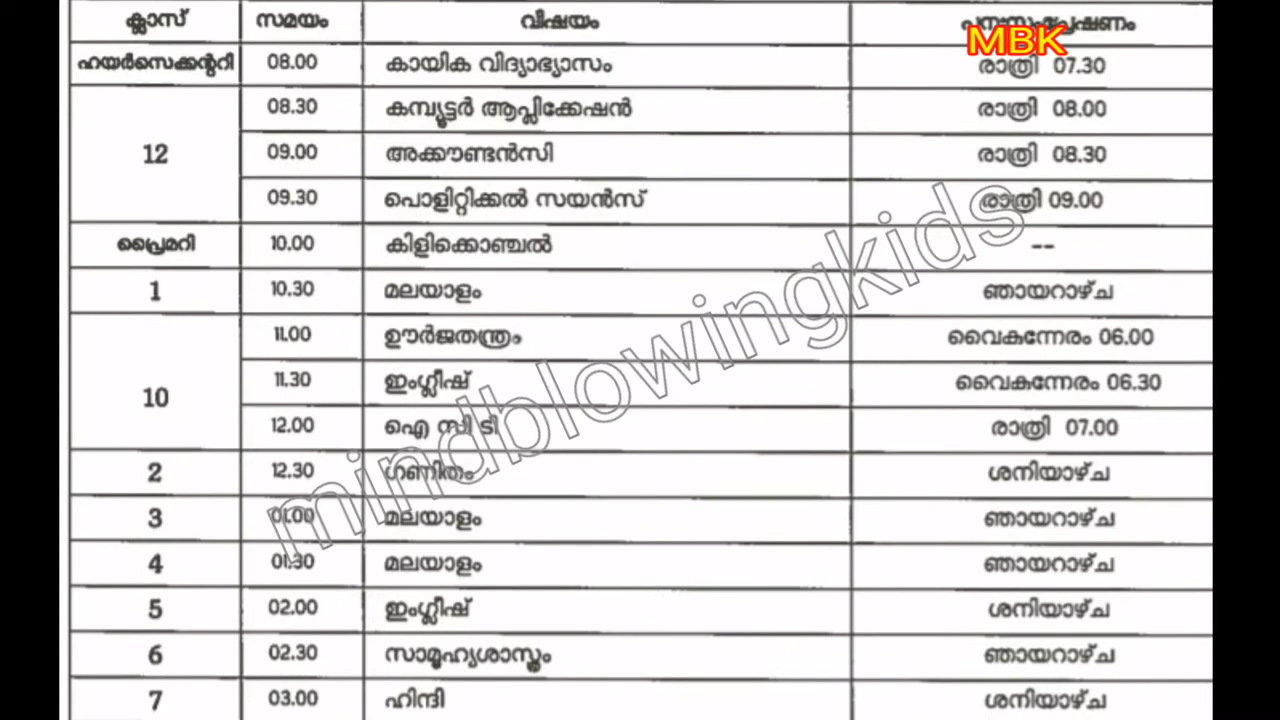 ക്ലാസ് സമയം വിഷയം
MBK
ഹയർസെക്കന്ററി 08.00 കായിക വിദ്യാഭ്യാസം രാത്രി 07.30
12 08.30 കമ്പ്യൂട്ടർ ആപ്ലിക്കേഷൻ രാത്രി 08.00
09.00 അക്കൗണ്ടൻസി രാത്രി 08.30
09.30 പൊളിറ്റിക്കൽ സയൻസ് രാത്രി 09.00
പ്രൈമറി 10.00 കിളിക്കൊഞ്ചൽ --
1 10.30 മലയാളം ഞായറാഴ്ച
10 11.00 ഊർജതന്ത്രം വൈകുന്നേരം 06.00
11.30 ഇംഗ്ലീഷ് വൈകുന്നേരം 06.30
12.00 ഐ സി ടി രാത്രി 07.00
2 12.30 ഗണിതം ശനിയാഴ്ച
3 01.00 മലയാളം ഞായറാഴ്ച
4 01.30 മലയാളം ഞായറാഴ്ച
5 02.00 ഇംഗ്ലീഷ് ശനിയാഴ്ച
6 02.30 സാമൂഹ്യശാസ്ത്രം ഞായറാഴ്ച
7 03.00 ഹിന്ദി ശനിയാഴ്ച
mindblowingkids